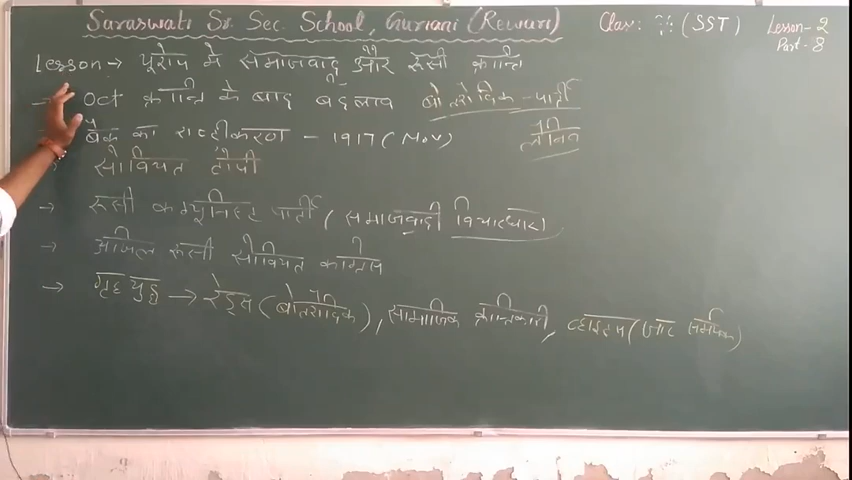 Saraswati Sr. Sec. School, Guriani (Rewari) Class: (SST) Lesson-2
Part-8
Lesson → यूरोप में समाजवाद और रूसी क्रान्ति
→ Oct क्रान्ति के बाद बदलाव बोल्शेविक - पार्टी
बैंक का राष्ट्रीकरण - 1917 (Nov) लेनिन
सोवियत टोपी
→ रूसी कम्युनिस्ट पार्टी (समाजवादी विचारधारा)
→ अखिल रूसी सोवियत कांग्रेस
→ गृह युद्ध → रेड्स (बोल्शेविक), सामाजिक क्रान्तिकारी, व्हाइटस (जार समर्थक)